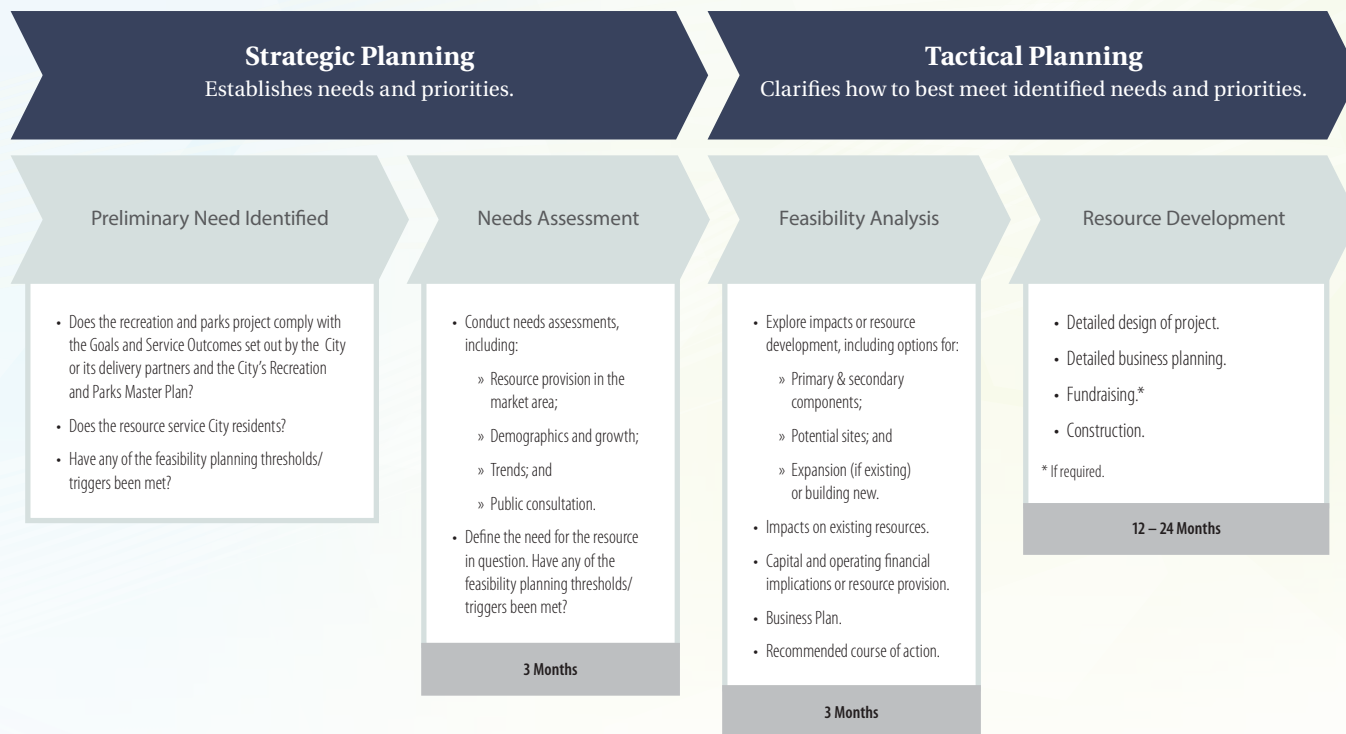 Strategic Planning
Establishes needs and priorities.
Tactical Planning
Clarifies how to best meet identified needs and priorities.
Preliminary Need Identified
• Does the recreation and parks project comply with
the Goals and Service Outcomes set out by the City
or its delivery partners and the City’s Recreation
and Parks Master Plan?
• Does the resource service City residents?
• Have any of the feasibility planning thresholds/
triggers been met?
Needs Assessment
• Conduct needs assessments,
including:
» Resource provision in the
market area;
» Demographics and growth;
» Trends; and
» Public consultation.
• Define the need for the resource
in question. Have any of the
feasibility planning thresholds/
triggers been met?
3 Months
Feasibility Analysis
• Explore impacts or resource
development, including options for:
» Primary & secondary
components;
» Potential sites; and
» Expansion (if existing)
or building new.
• Impacts on existing resources.
• Capital and operating financial
implications or resource provision.
• Business Plan.
• Recommended course of action.
3 Months
Resource Development
• Detailed design of project.
• Detailed business planning.
• Fundraising.*
• Construction.
* If required.
12 – 24 Months